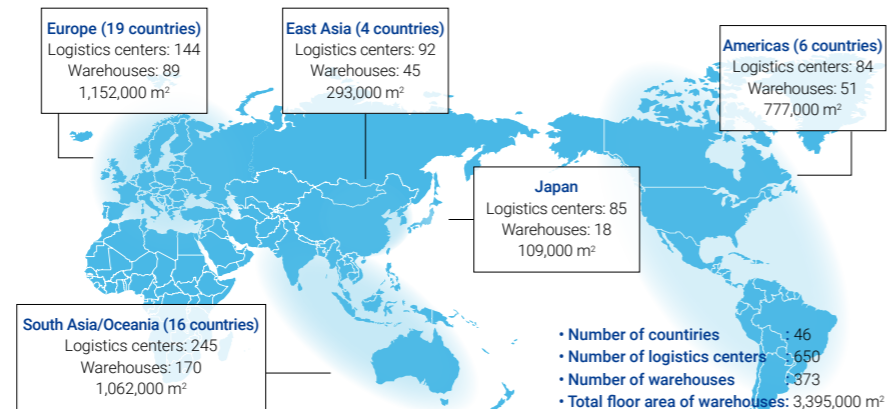 Europe (19 countries)
Logistics centers: 144
Warehouses: 89
1,152,000 m²
East Asia (4 countries)
Logistics centers: 92
Warehouses: 45
293,000 m²
Americas (6 countries)
Logistics centers: 84
Warehouses: 51
777,000 m²
Japan
Logistics centers: 85
Warehouses: 18
109,000 m²
South Asia/Oceania (16 countries)
Logistics centers: 245
Warehouses: 170
1,062,000 m²
• Number of countiries : 46
• Number of logistics centers : 650
• Number of warehouses : 373
• Total floor area of warehouses: 3,395,000 m²